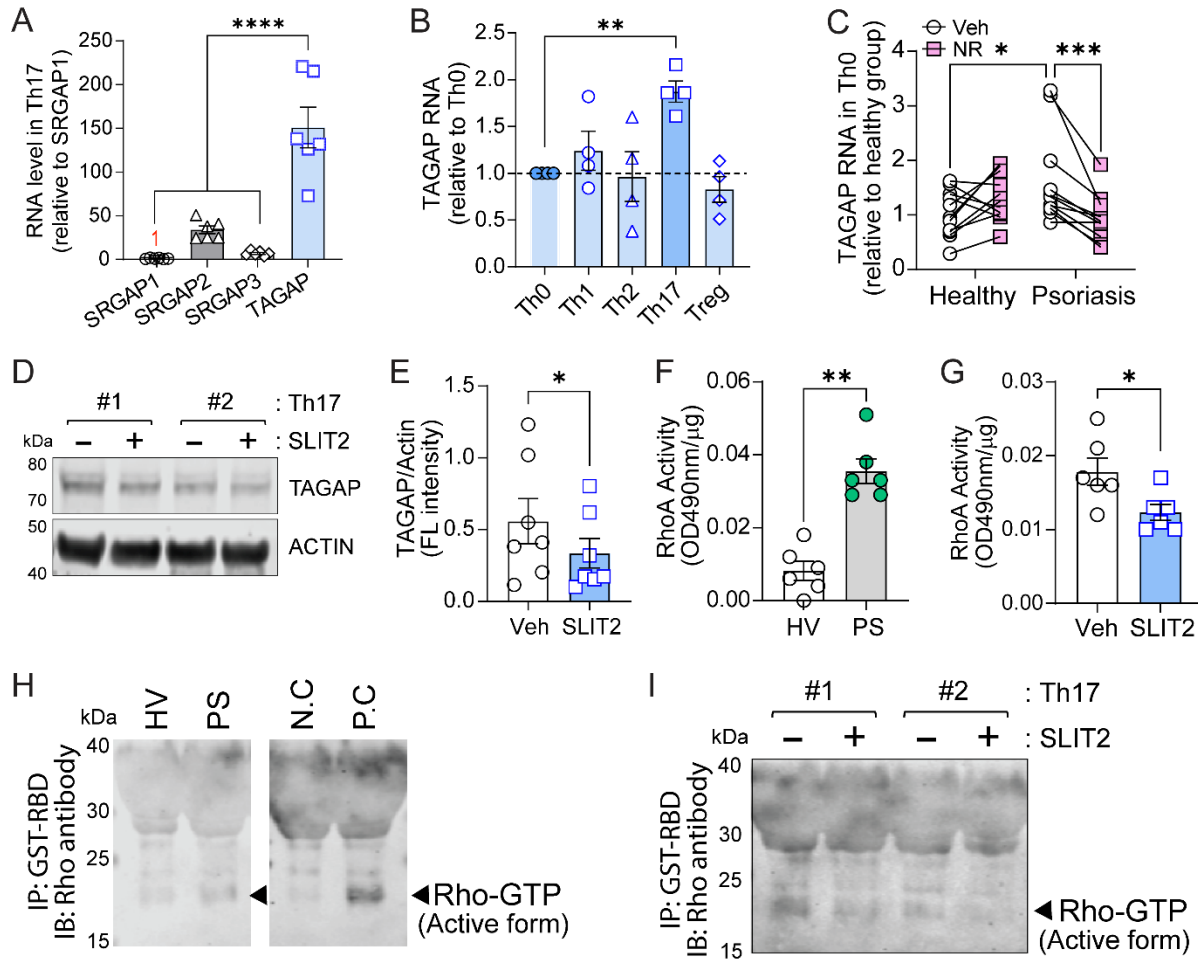 A
RNA level in Th17
(relative to SRGAP1)
250
200
150
100
50
0
****
1
SRGAP1
SRGAP2
SRGAP3
TAGAP
B
TAGAP RNA
(relative to Th0)
2.5
2.0
1.5
1.0
0.5
0.0
**
Th0
Th1
Th2
Th17
Treg
C
Veh
NR
TAGAP RNA in Th0
(relative to healthy group)
4
3
2
1
0
*
***
Healthy
Psoriasis
D
#1 #2 : Th17
kDa − + − + : SLIT2
80
70
TAGAP
50
40
ACTIN
E
TAGAP/Actin
(FL intensity)
1.5
1.0
0.5
0.0
*
Veh SLIT2
F
RhoA Activity
(OD490nm/µg)
0.06
0.04
0.02
0.00
**
HV PS
G
RhoA Activity
(OD490nm/µg)
0.03
0.02
0.01
0.00
*
Veh SLIT2
H
IP: GST-RBD
IB: Rho antibody
kDa HV PS N.C P.C
40
30
25
15
◀Rho-GTP
(Active form)
I
IP: GST-RBD
IB: Rho antibody
#1 #2 : Th17
kDa − + − + : SLIT2
40
30
25
15
◀Rho-GTP
(Active form)